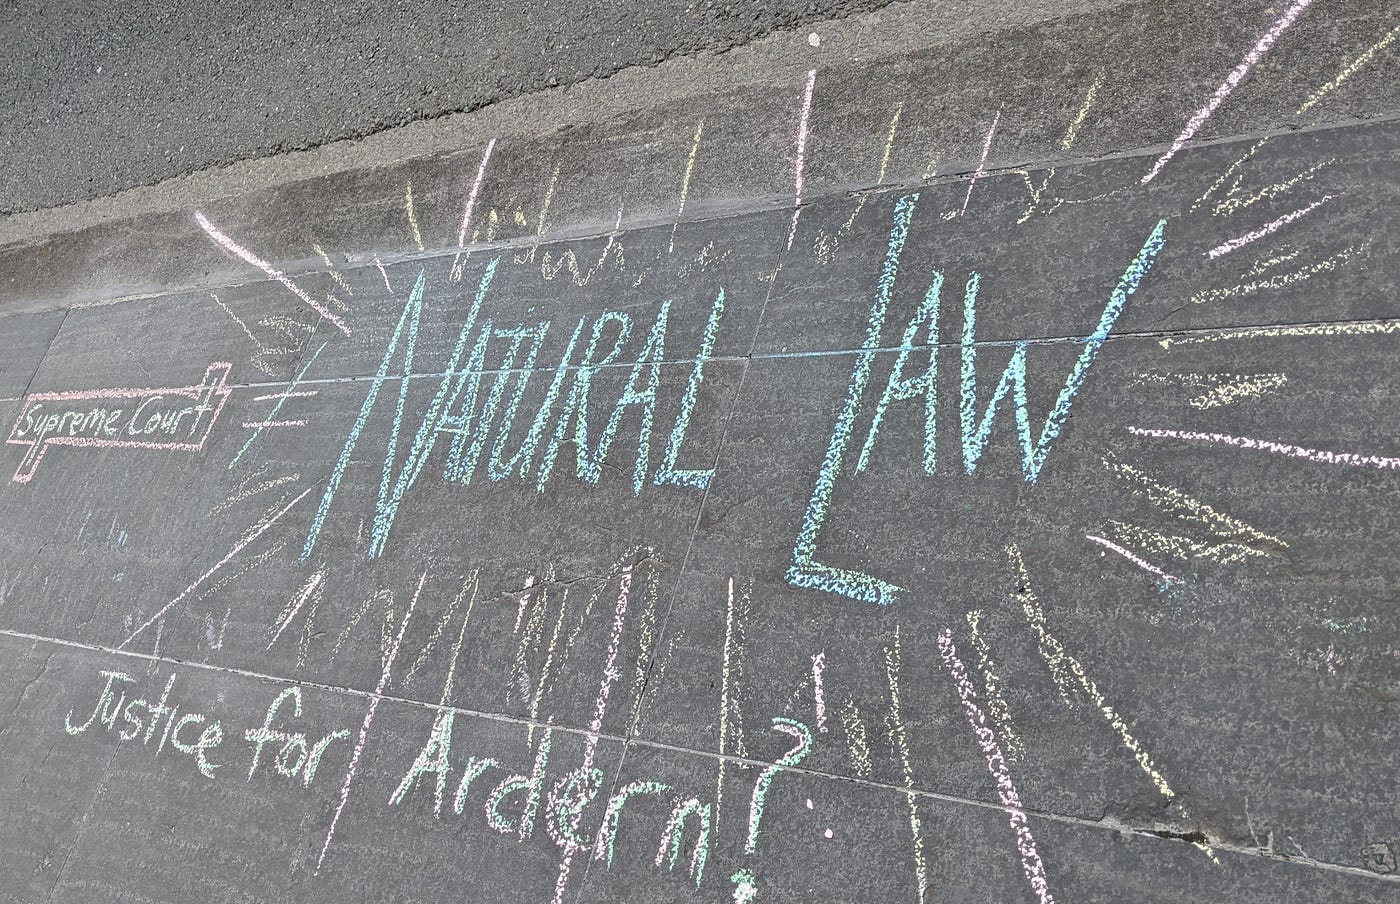 NATURAL LAW
Supreme Court
Justice for Ardern?